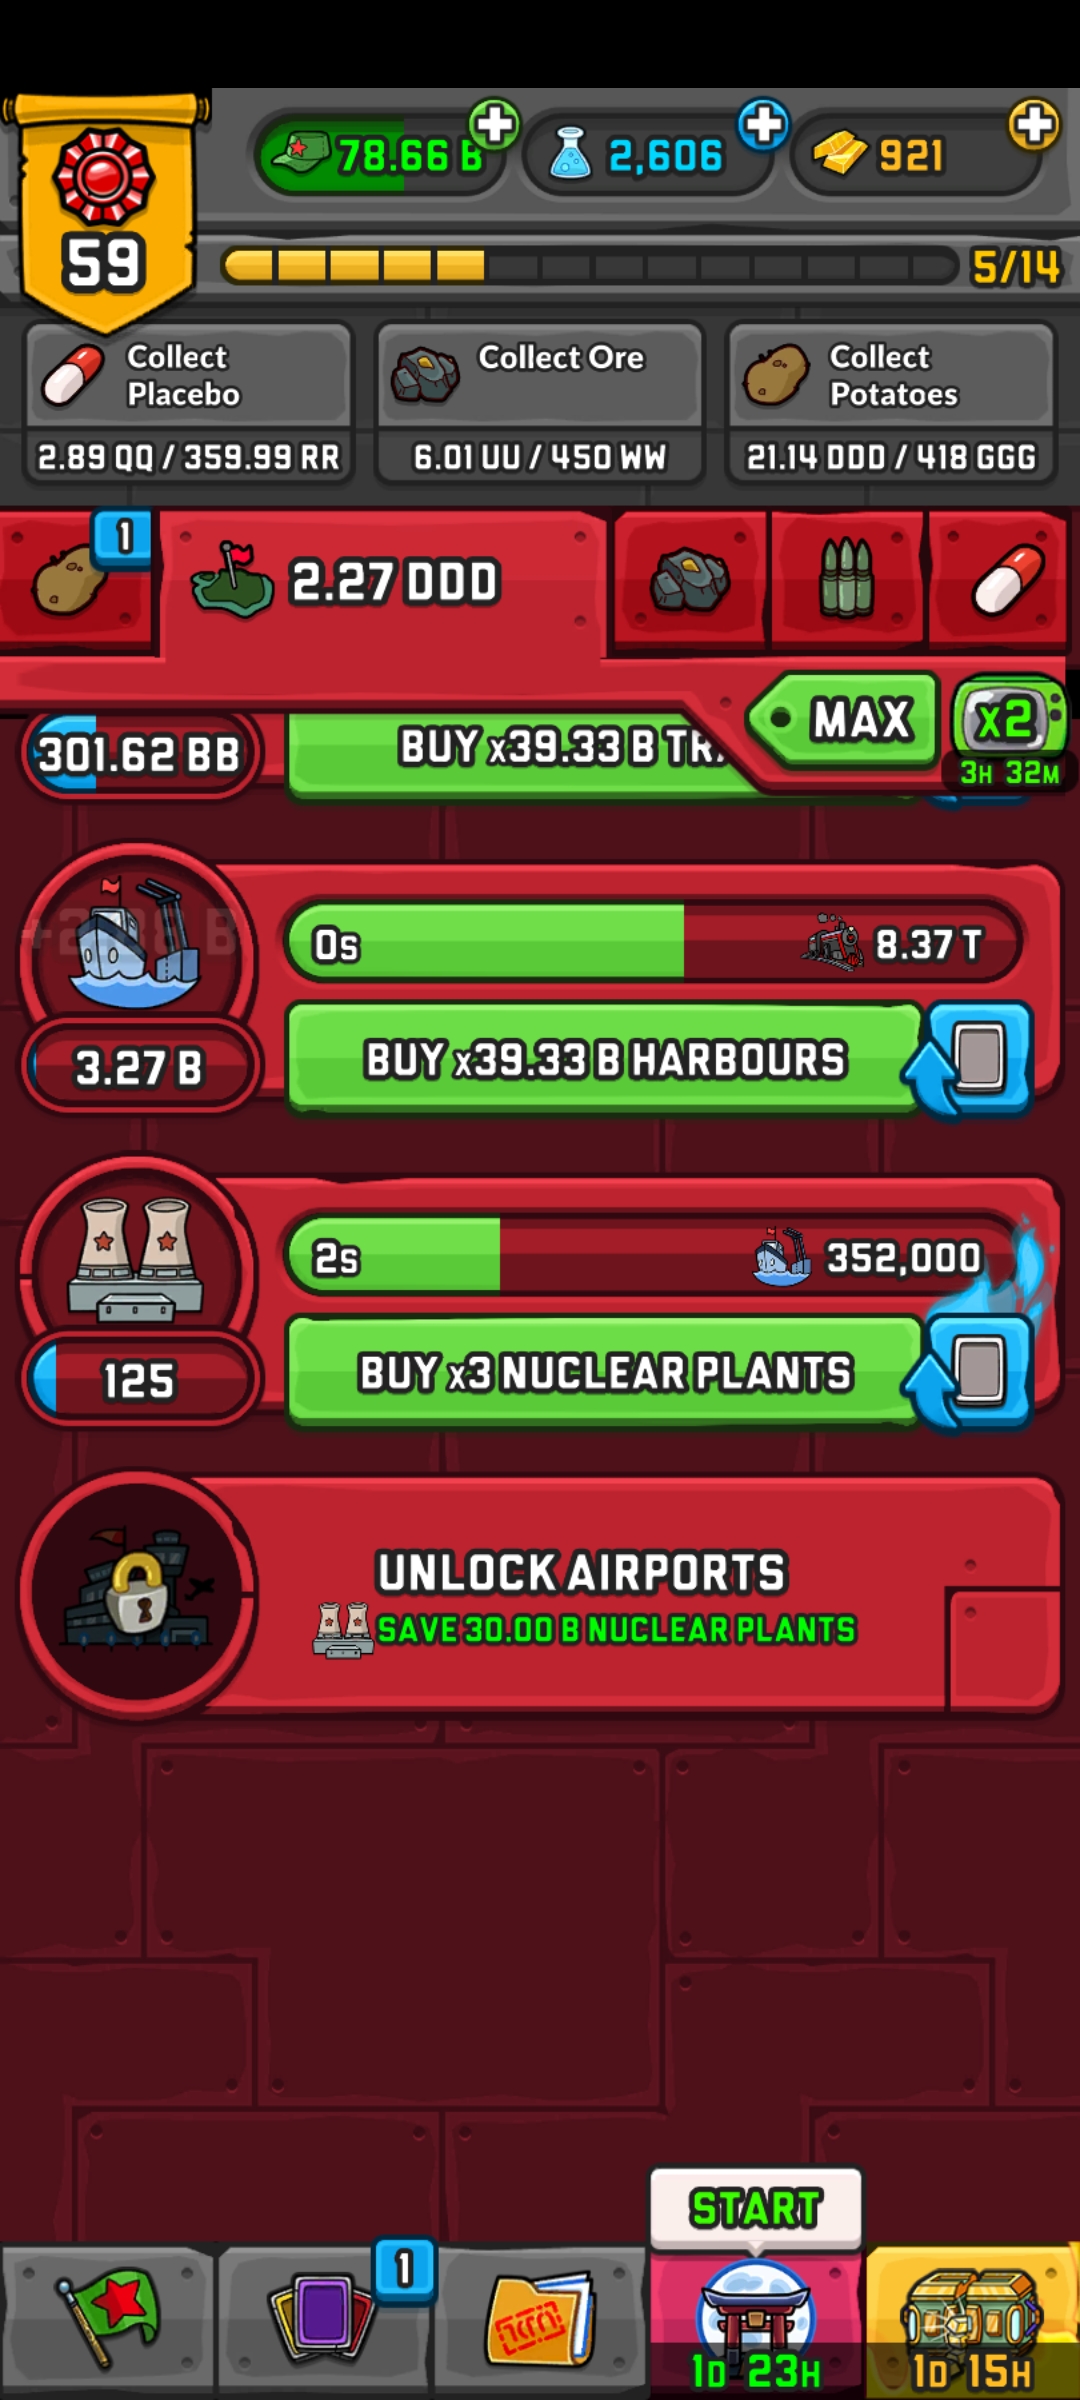 78.66 B
2,606
921
59
5/14
Collect
Placebo
2.89 QQ / 359.99 RR
Collect Ore
6.01 UU / 450 WW
Collect
Potatoes
21.14 DDD / 418 GGG
1
2.27 DDD
MAX
x2
3H 32M
301.62 BB
BUY x39.33 B
0s
8.37 T
3.27 B
BUY x39.33 B HARBOURS
2s
352,000
125
BUY x3 NUCLEAR PLANTS
UNLOCK AIRPORTS
SAVE 30.00 B NUCLEAR PLANTS
START
1
1D 23H
1D 15H